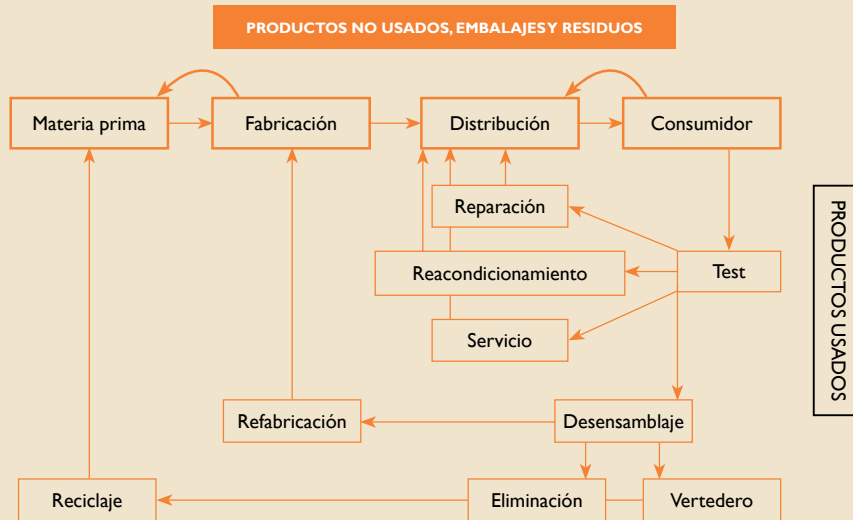 PRODUCTOS NO USADOS, EMBALAJES Y RESIDUOS
Materia prima
Fabricación
Distribución
Consumidor
Reparación
Reacondicionamiento
Test
Servicio
PRODUCTOS USADOS
Refabricación
Desensamblaje
Reciclaje
Eliminación
Vertedero